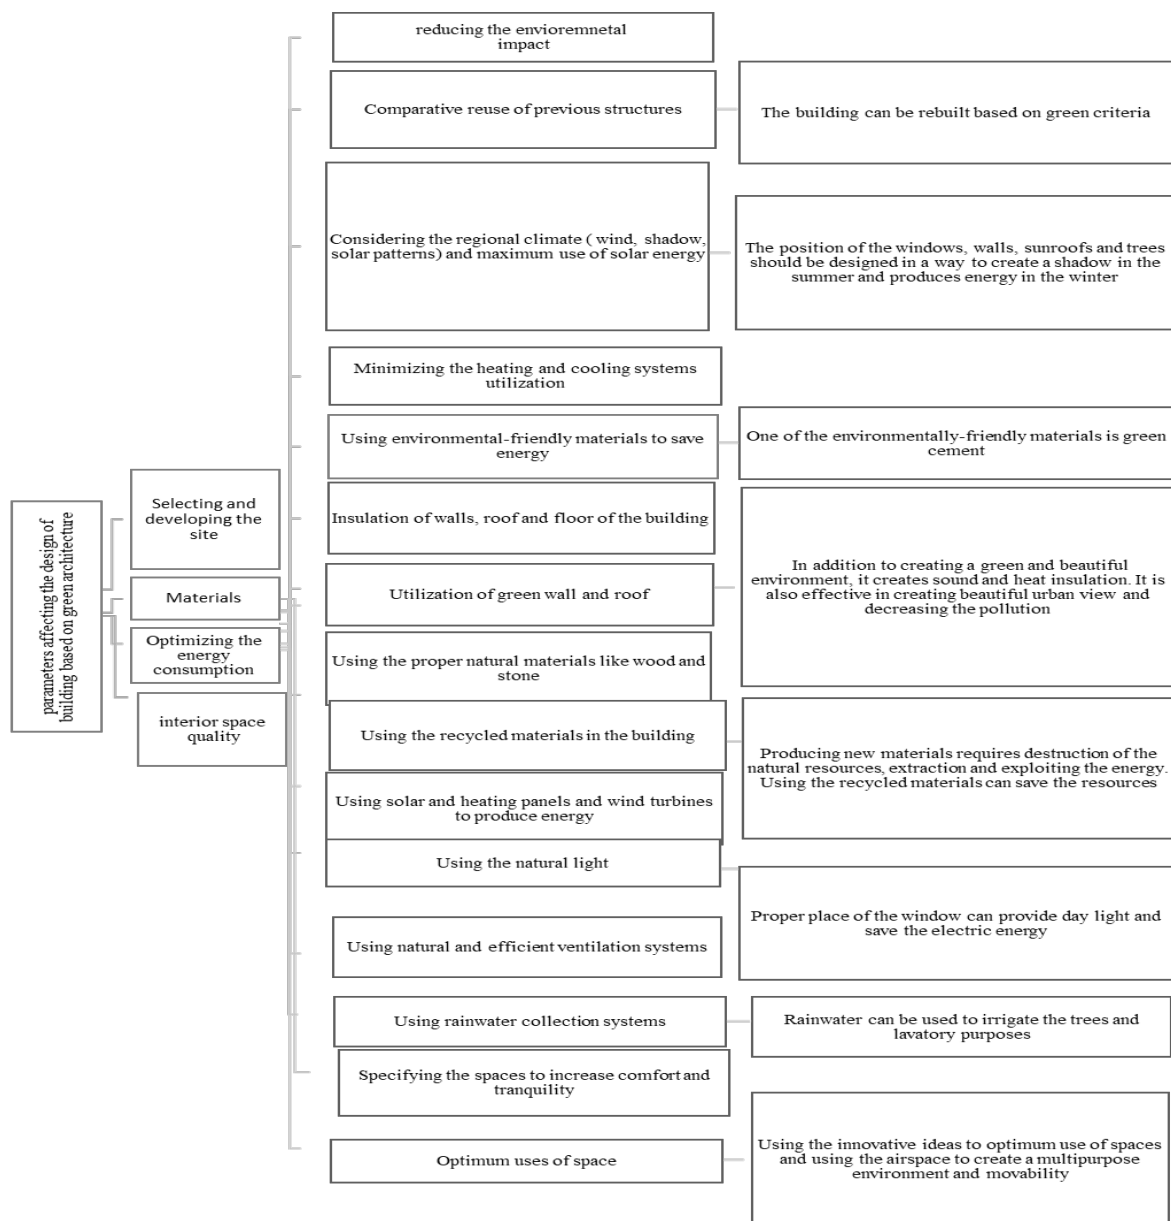 parameters affecting the design of
building based on green architecture
Selecting and
developing the
site
Materials
Optimizing the
energy
consumption
interior space
quality
reducing the envioremnetal
impact
Comparative reuse of previous structures
The building can be rebuilt based on green criteria
Considering the regional climate ( wind, shadow,
solar patterns) and maximum use of solar energy
The position of the windows, walls, sunroofs and trees
should be designed in a way to create a shadow in the
summer and produces energy in the winter
Minimizing the heating and cooling systems
utilization
Using environmental-friendly materials to save
energy
One of the environmentally-friendly materials is green
cement
Insulation of walls, roof and floor of the building
Utilization of green wall and roof
In addition to creating a green and beautiful
environment, it creates sound and heat insulation. It is
also effective in creating beautiful urban view and
decreasing the pollution
Using the proper natural materials like wood and
stone
Using the recycled materials in the building
Producing new materials requires destruction of the
natural resources, extraction and exploiting the energy.
Using the recycled materials can save the resources
Using solar and heating panels and wind turbines
to produce energy
Using the natural light
Proper place of the window can provide day light and
save the electric energy
Using natural and efficient ventilation systems
Using rainwater collection systems
Rainwater can be used to irrigate the trees and
lavatory purposes
Specifying the spaces to increase comfort and
tranquility
Optimum uses of space
Using the innovative ideas to optimum use of spaces
and using the airspace to create a multipurpose
environment and movability